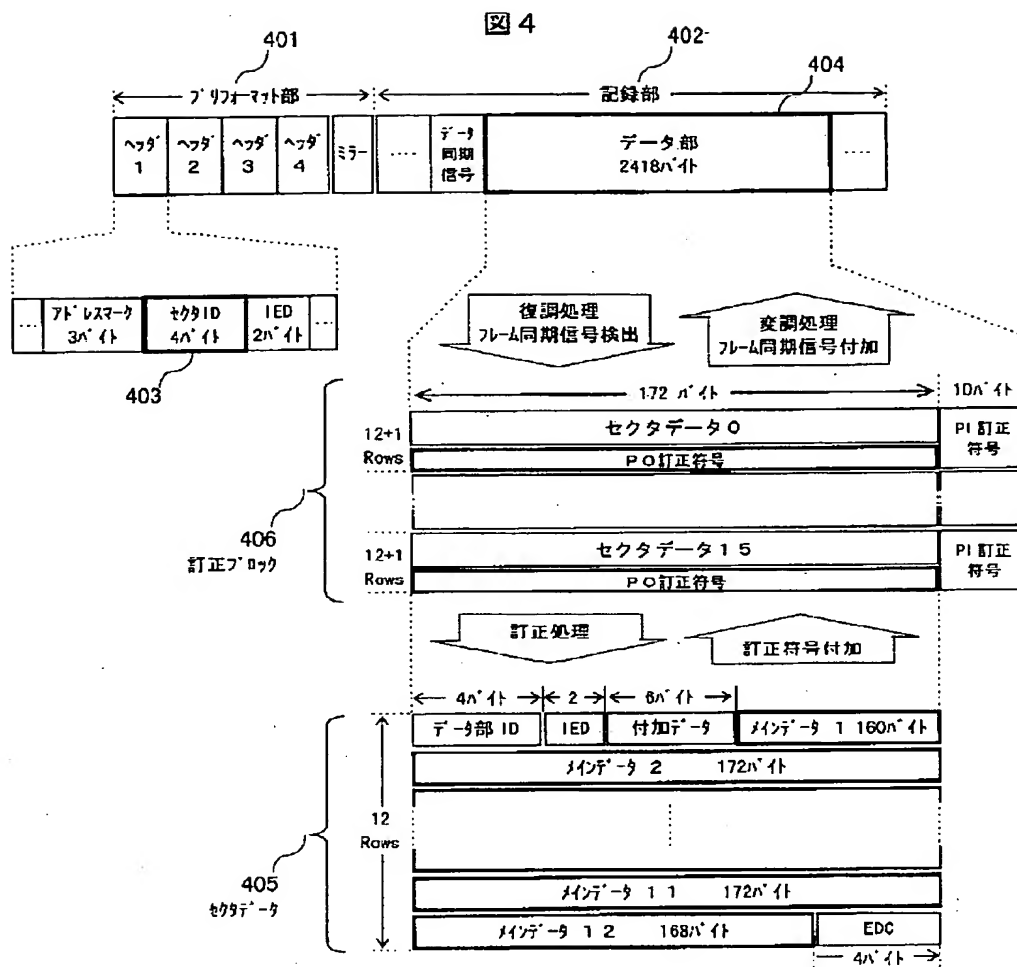 図4
401
402
404
プリフォーマット部
記録部
ヘッダ 1
ヘッダ 2
ヘッダ 3
ヘッダ 4
ミラー
....
データ同期信号
データ部
2418バイト
....
...
アドレスマーク
3バイト
セクタID
4バイト
IED
2バイト
...
403
復調処理
フレーム同期信号検出
変調処理
フレーム同期信号付加
172バイト
10バイト
12+1
Rows
セクタデータ0
PO訂正符号
PI訂正
符号
406
訂正ブロック
12+1
Rows
セクタデータ15
PO訂正符号
PI訂正
符号
訂正処理
訂正符号付加
4バイト
2
6バイト
データ部 ID
IED
付加データ
メインデータ 1 160バイト
メインデータ 2 172バイト
12
Rows
405
セクタデータ
メインデータ 11 172バイト
メインデータ 12 168バイト
EDC
4バイト